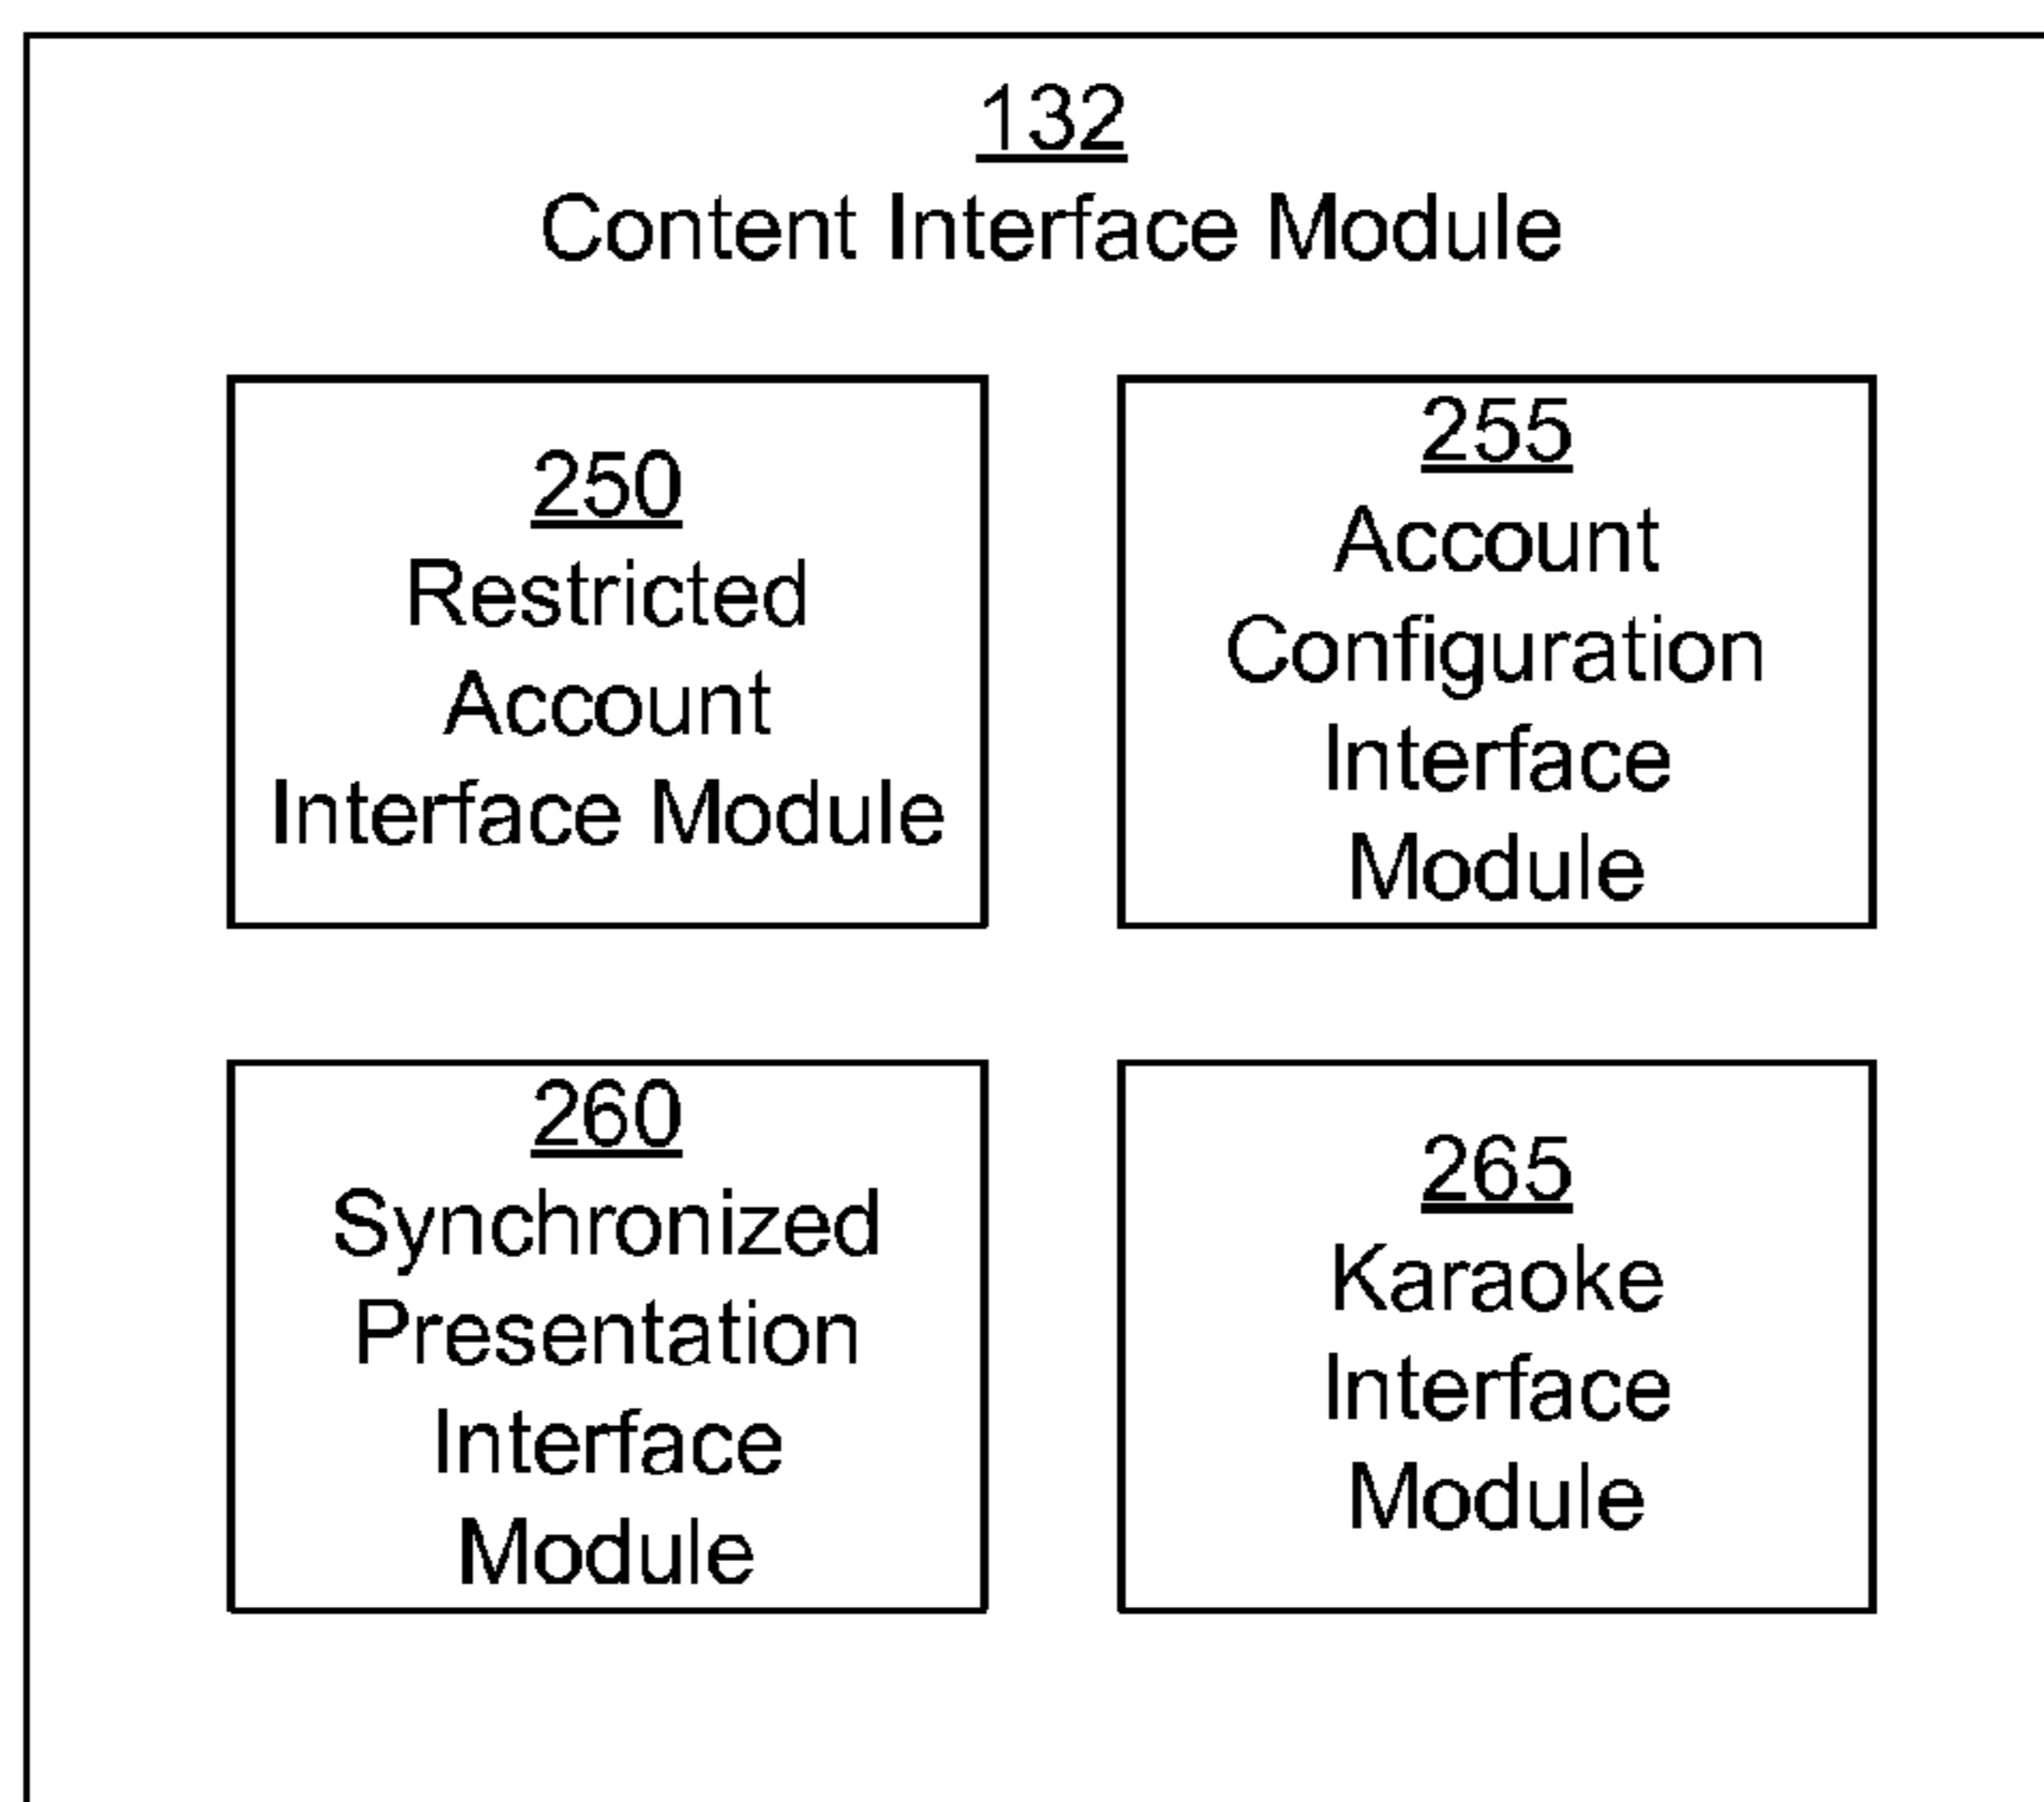 132
Content Interface Module
250
Restricted
Account
Interface Module
255
Account
Configuration
Interface
Module
260
Synchronized
Presentation
Interface
Module
265
Karaoke
Interface
Module